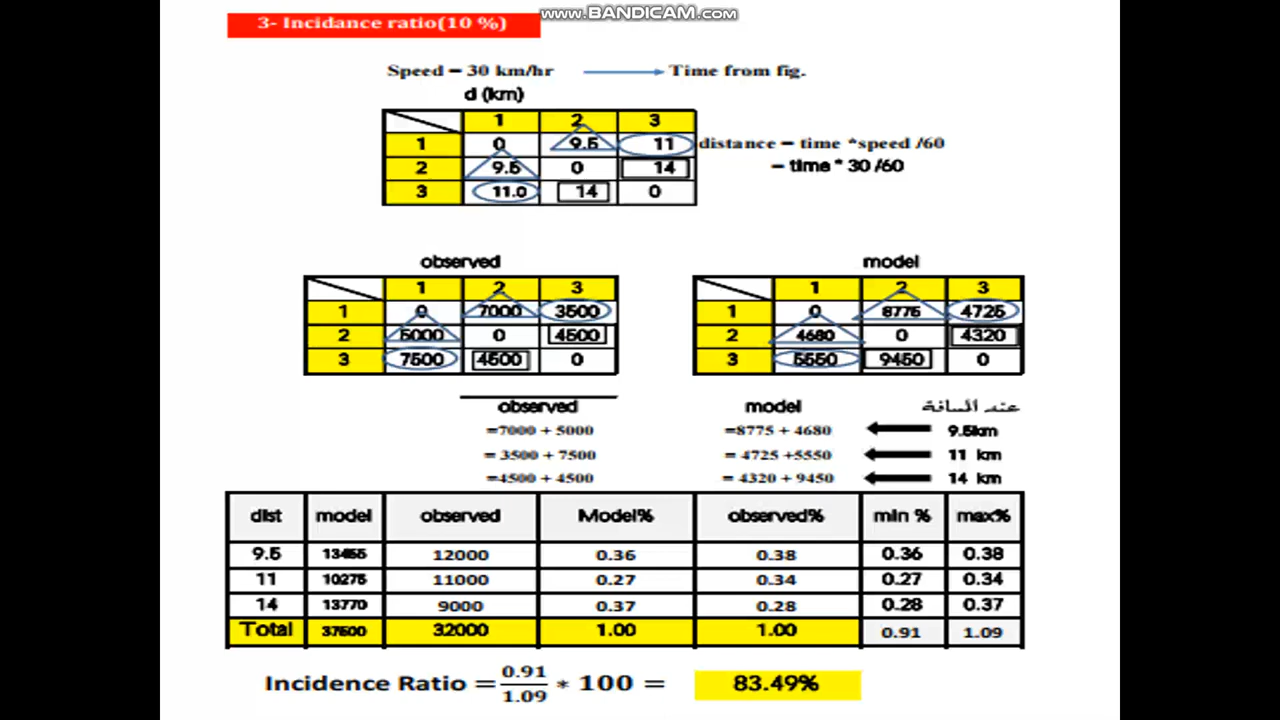 www.BANDICAM.com
3- Incidance ratio(10 %)
Speed = 30 km/hr Time from fig.
d (km)
1 2 3
1 0 9.5 11 distance = time *speed /60
2 9.5 0 14 = time * 30 /60
3 11.0 14 0
observed model
1 2 3 1 2 3
1 0 7000 3500 1 0 8775 4725
2 5000 0 4500 2 4680 0 4320
3 7500 4500 0 3 5550 9450 0
observed model عند المسافة
=7000 + 5000 =8775 + 4680 9.5km
= 3500 + 7500 = 4725 +5550 11 km
=4500 + 4500 = 4320 + 9450 14 km
dist model observed Model% observed% min % max%
9.5 13455 12000 0.36 0.38 0.36 0.38
11 10275 11000 0.27 0.34 0.27 0.34
14 13770 9000 0.37 0.28 0.28 0.37
Total 37500 32000 1.00 1.00 0.91 1.09
Incidence Ratio = 0.91/1.09 * 100 = 83.49%